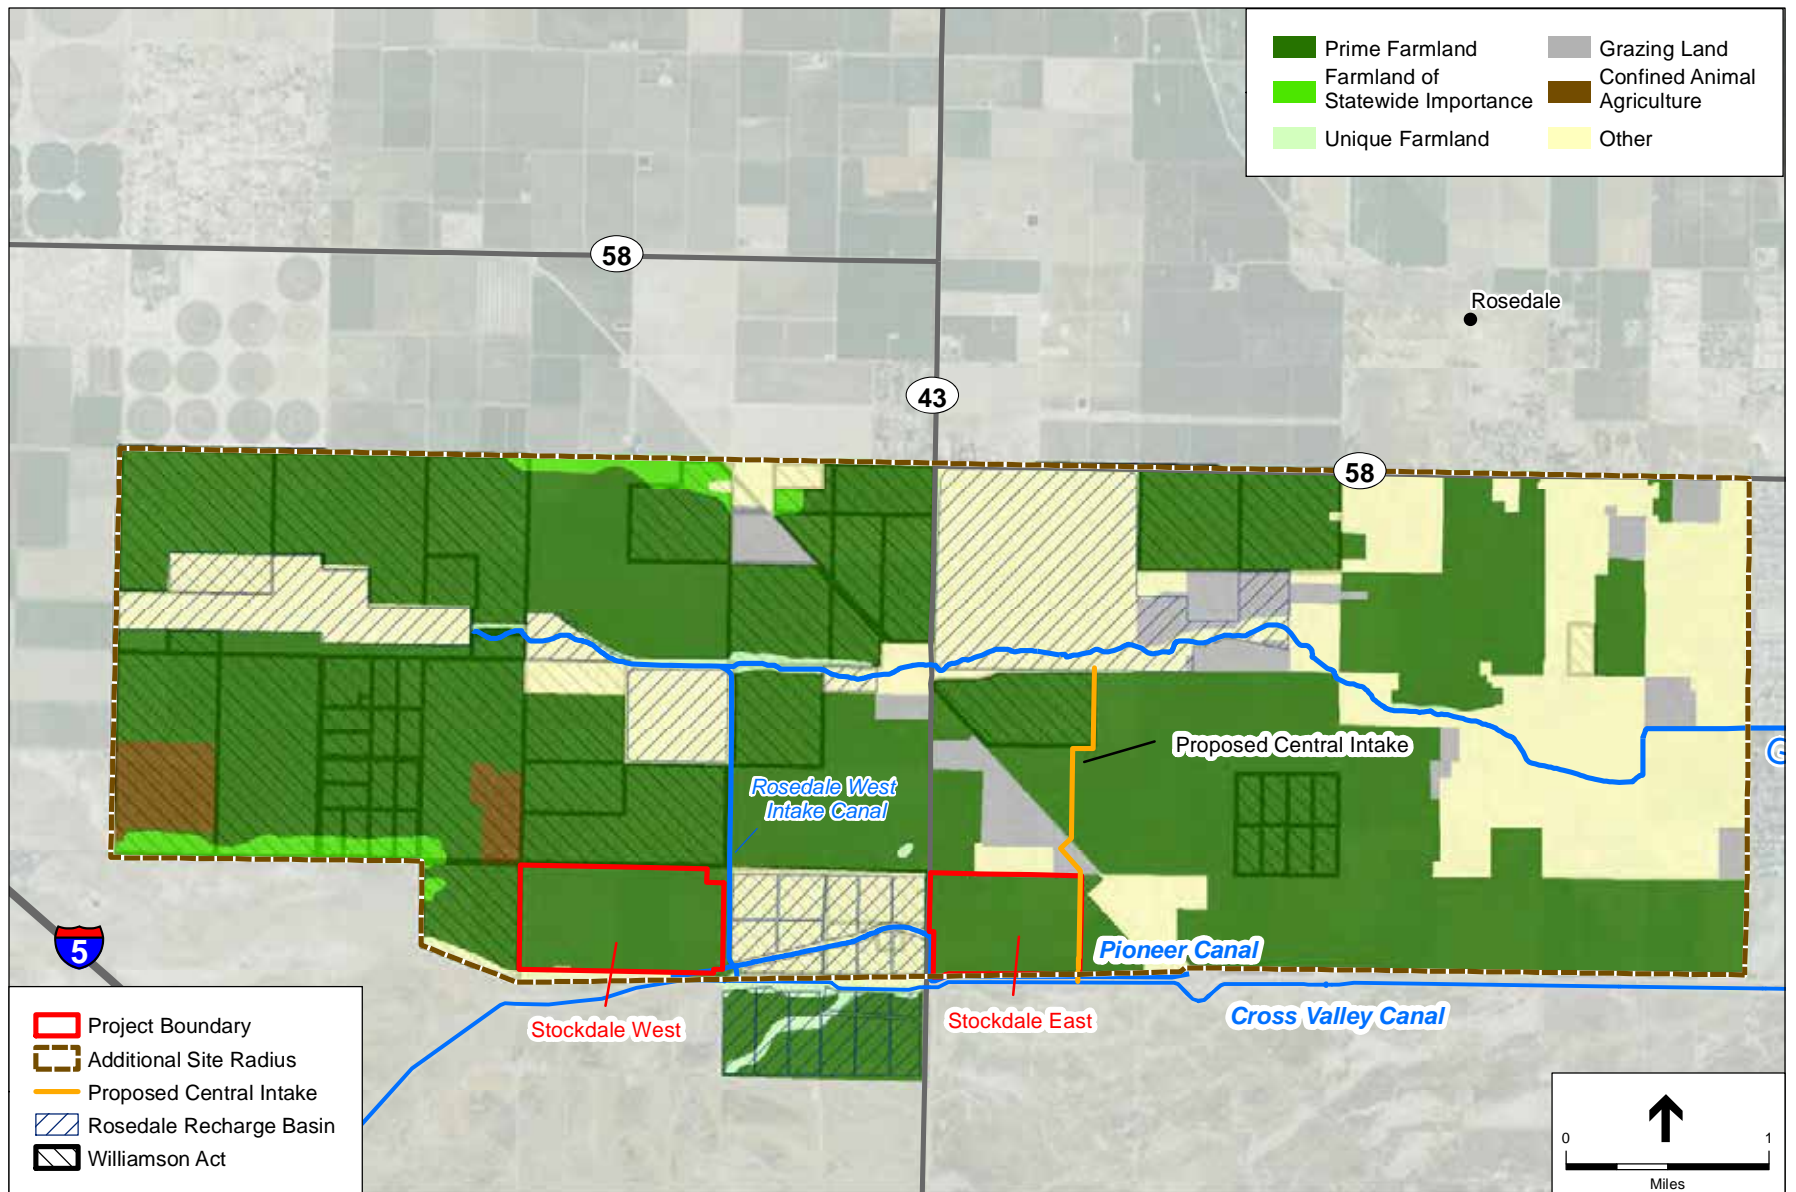 Prime Farmland
Farmland of
Statewide Importance
Unique Farmland
Grazing Land
Confined Animal
Agriculture
Other
58
Rosedale
43
58
Proposed Central Intake
Rosedale West
Intake Canal
G
5
Pioneer Canal
Cross Valley Canal
Stockdale West
Stockdale East
Project Boundary
Additional Site Radius
Proposed Central Intake
Rosedale Recharge Basin
Williamson Act
0 1
Miles